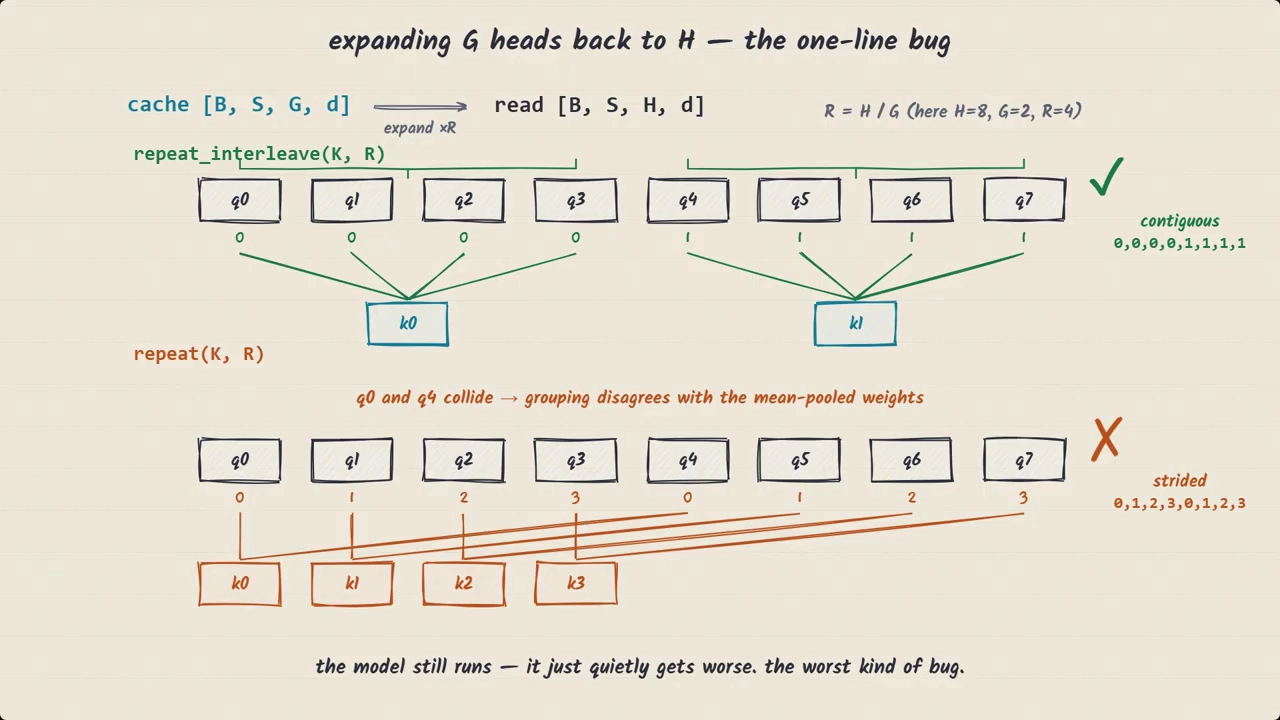 expanding G heads back to H — the one-line bug
cache [B, S, G, d]
expand ×R
read [B, S, H, d]
R = H / G (here H=8, G=2, R=4)
repeat_interleave(K, R)
q0 q1 q2 q3 q4 q5 q6 q7
0 0 0 0 1 1 1 1
contiguous
0,0,0,0,1,1,1,1
k0 k1
repeat(K, R)
q0 and q4 collide → grouping disagrees with the mean-pooled weights
q0 q1 q2 q3 q4 q5 q6 q7
0 1 2 3 0 1 2 3
strided
0,1,2,3,0,1,2,3
k0 k1 k2 k3
the model still runs — it just quietly gets worse. the worst kind of bug.